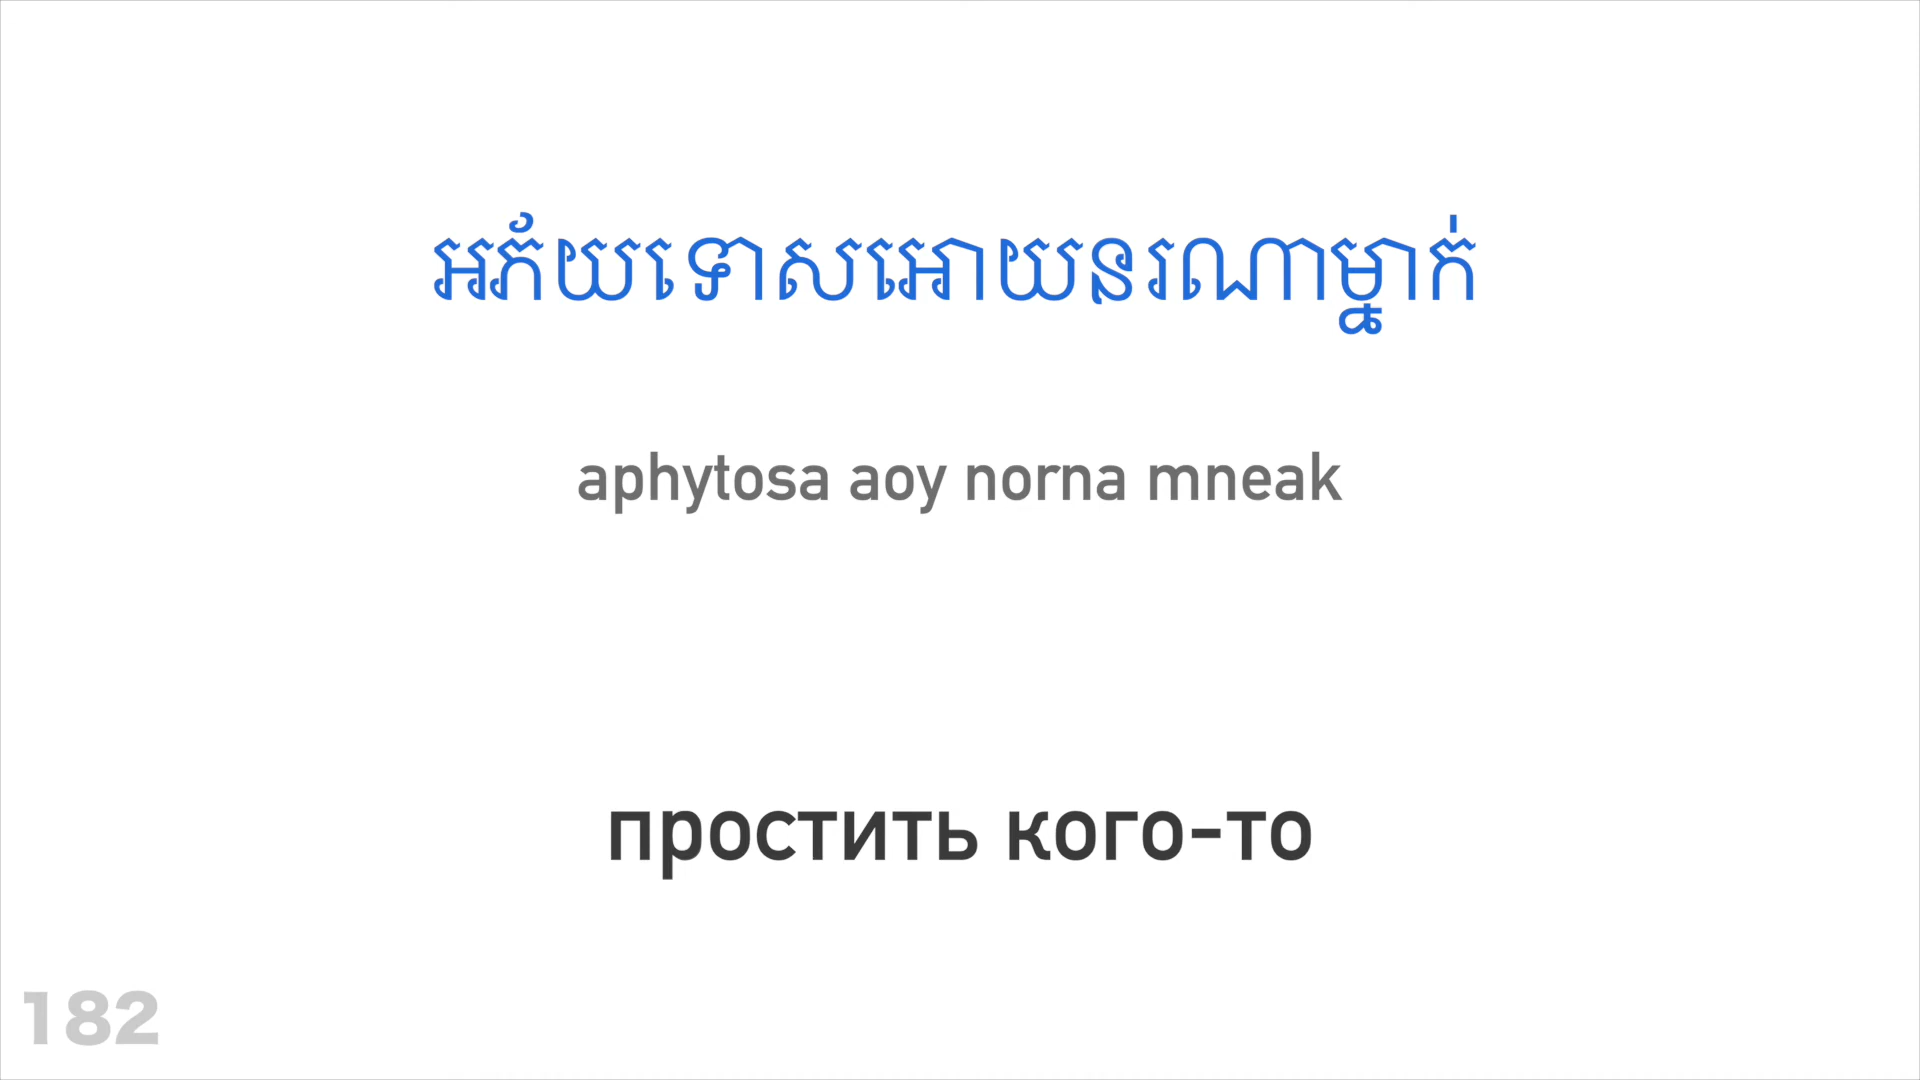 អភ័យទោសអោយនរណាម្នាក់
aphytosa aoy norna mneak
простить кого-то
182